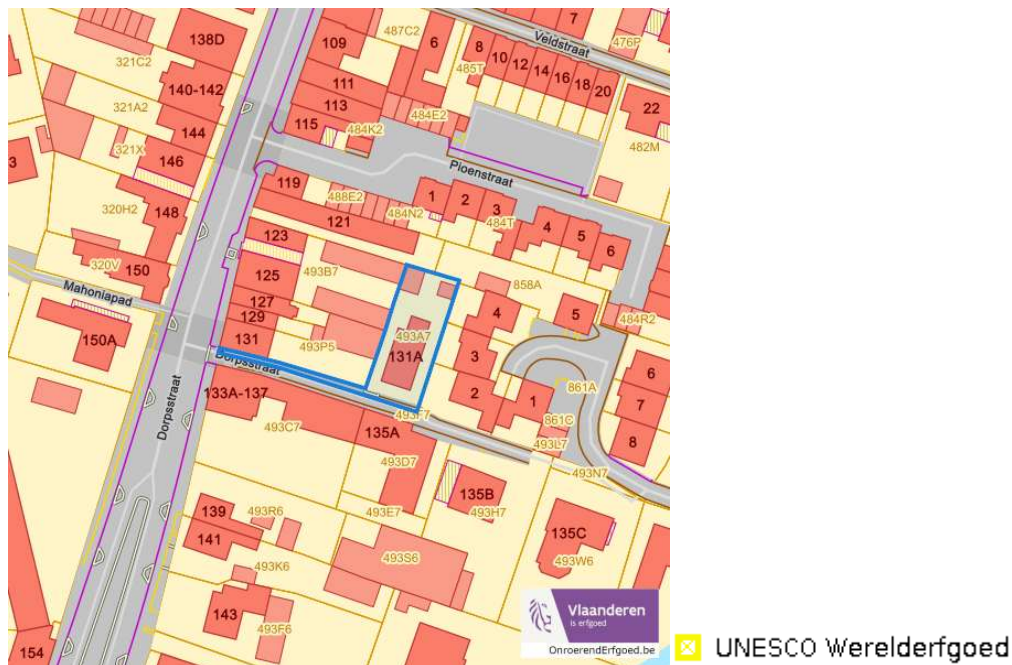 138D
109
487C2
6
8
10
12
14
16
18
20
7
476P
Veldstraat
321C2
140-142
111
485T
22
321A2
113
484E2
144
115
484K2
482M
321X
146
3
Pioenstraat
119
488E2
1
2
3
320H2
148
121
484N2
484T
4
5
6
123
320V
150
125
493B7
858A
Mahoniapad
127
129
4
5
484R2
150A
131
493P5
493A7
131A
3
6
Dorpsstraat
2
1
861A
7
133A-137
493F7
861C
Dorpsstraat
493C7
135A
493L7
8
493D7
493N7
135B
139
493R6
493E7
493H7
135C
141
493S6
493W6
493K6
143
493F6
154
Vlaanderen
is erfgoed
OnroerendErfgoed.be
UNESCO Werelderfgoed